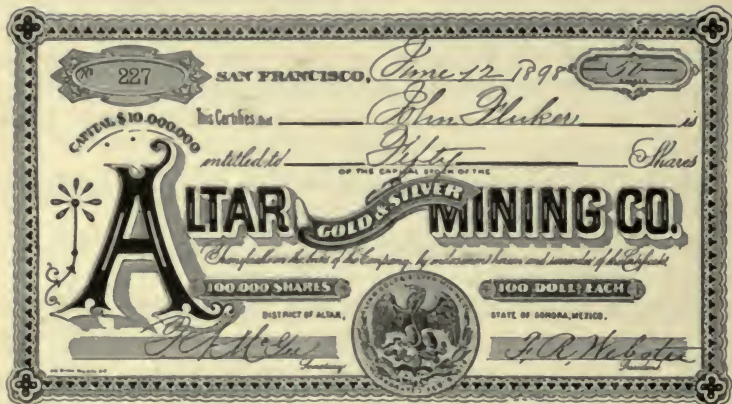 No 227 SAN FRANCISCO, June 12 1898 50
This Certifies that John Fluker is
CAPITAL $10.000.000
entitled to Fifty Shares
OF THE CAPITAL STOCK OF THE
ALTAR GOLD & SILVER MINING CO.
Transferable on the books of the Company, by endorsement hereon and surrender of this Certificate.
100.000 SHARES 100 DOLLS EACH
DISTRICT OF ALTAR, STATE OF SONORA, MEXICO.
F. A. Webster
Secretary President